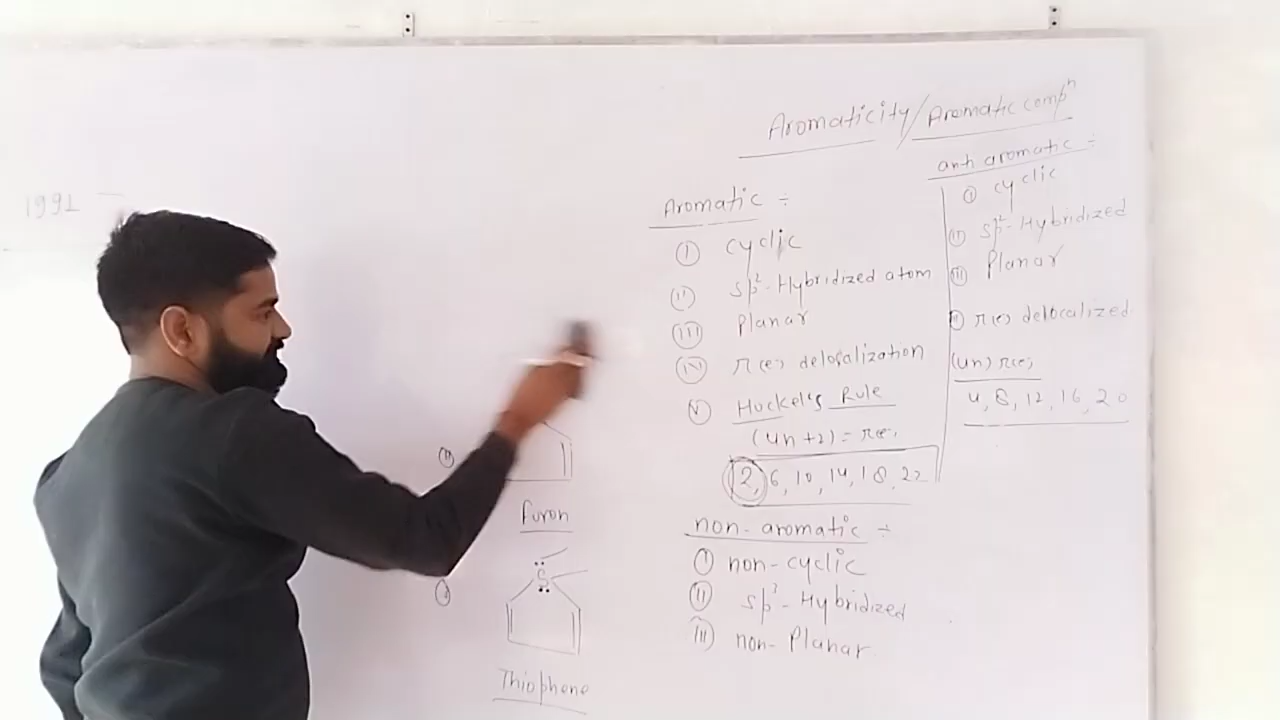 Aromaticity/Aromatic compⁿ
1991 —
Aromatic ÷
(I) cyclic
(II) sp²-Hybridized atom
(III) Planar
(IV) π(e⁻) delocalization
(V) Huckel's Rule
(4n+2) = πe⁻
2, 6, 10, 14, 18, 22
anti aromatic ÷
(I) cyclic
(II) sp²-Hybridized
(III) Planar
π(e⁻) delocalized
(4n) π(e⁻)
4, 8, 12, 16, 20
non-aromatic ÷
(I) non-cyclic
(II) sp³-Hybridized
(III) non-Planar.
Furon
S
Thiophene